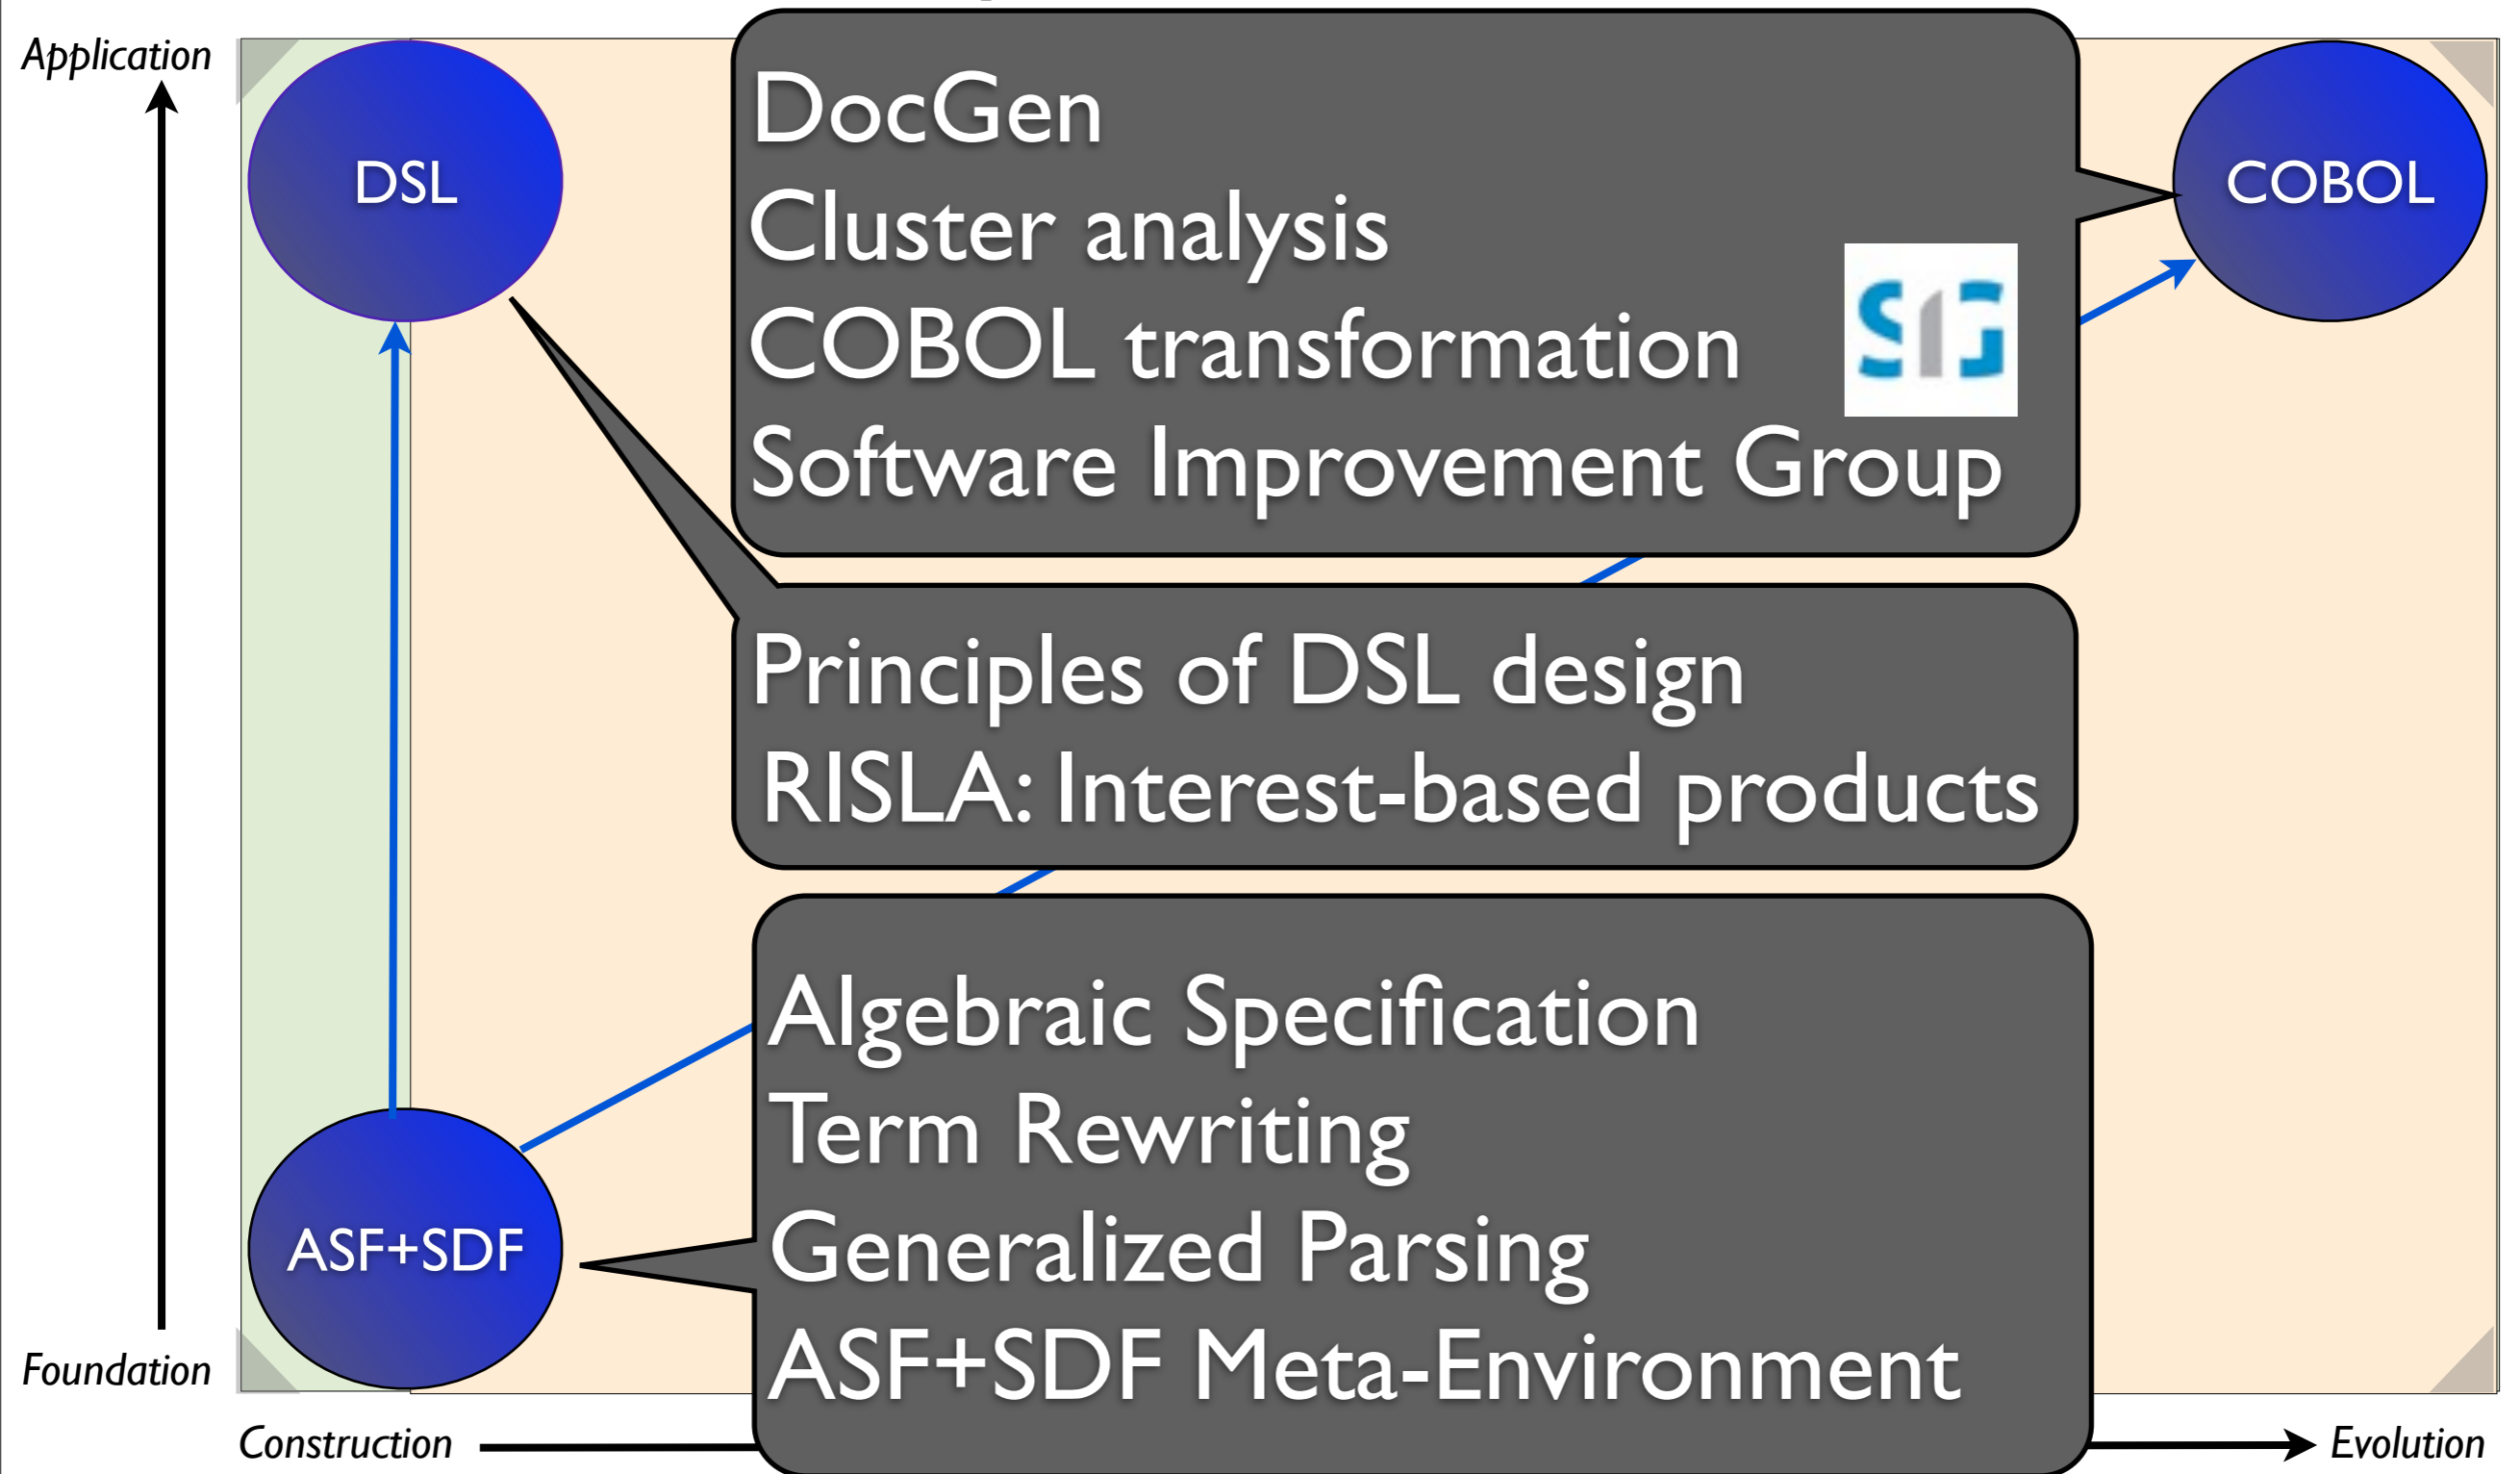 Application
DSL
DocGen
Cluster analysis
COBOL transformation
SIG
Software Improvement Group
COBOL
Principles of DSL design
RISLA: Interest-based products
ASF+SDF
Algebraic Specification
Term Rewriting
Generalized Parsing
ASF+SDF Meta-Environment
Foundation
Construction
Evolution